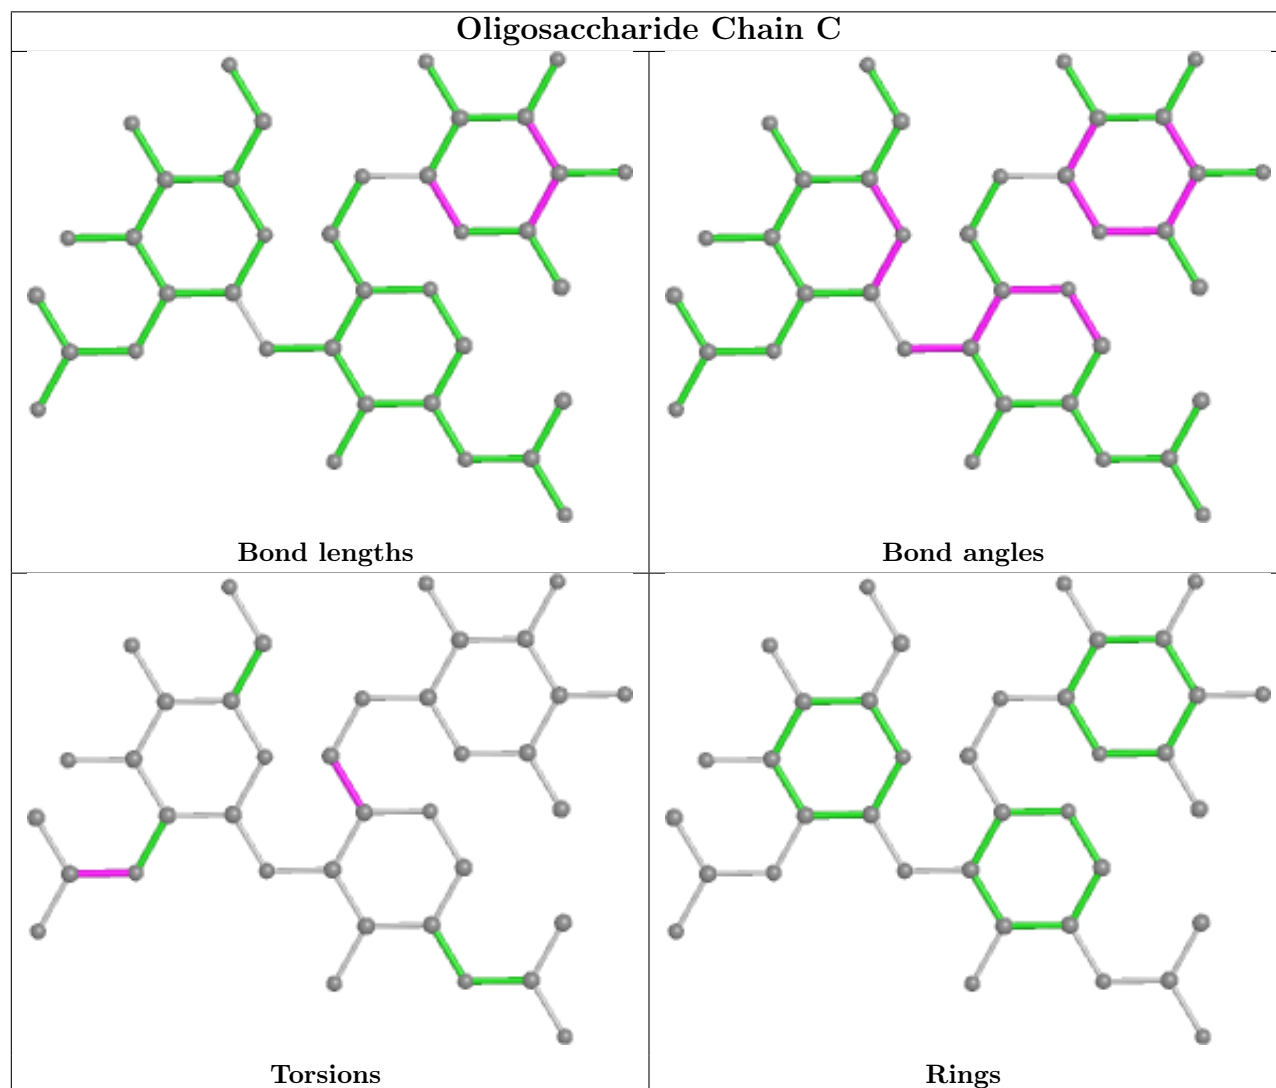 Oligosaccharide Chain C
Bond lengths
Bond angles
Torsions
Rings